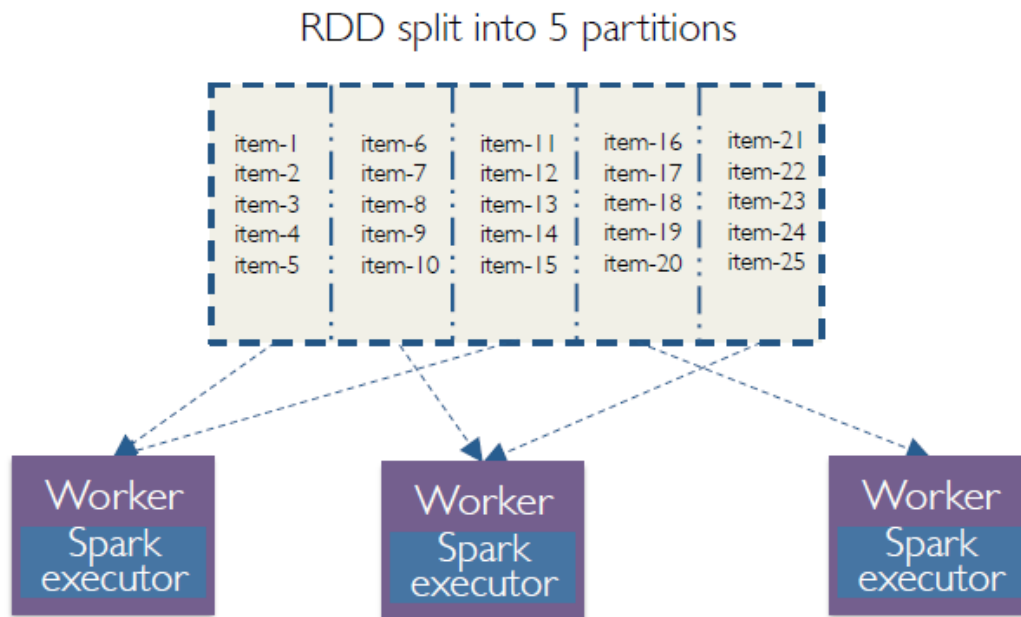 RDD split into 5 partitions
item-1
item-2
item-3
item-4
item-5
item-6
item-7
item-8
item-9
item-10
item-11
item-12
item-13
item-14
item-15
item-16
item-17
item-18
item-19
item-20
item-21
item-22
item-23
item-24
item-25
Worker
Spark
executor
Worker
Spark
executor
Worker
Spark
executor